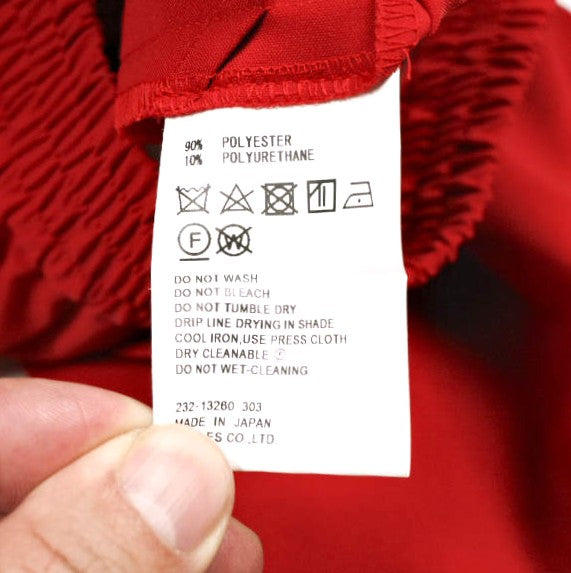 90% POLYESTER
10% POLYURETHANE
F W
DO NOT WASH
DO NOT BLEACH
DO NOT TUMBLE DRY
DRIP LINE DRYING IN SHADE
COOL IRON,USE PRESS CLOTH
DRY CLEANABLE Ⓕ
DO NOT WET-CLEANING
232-13260 303
MADE IN JAPAN
CO.,LTD